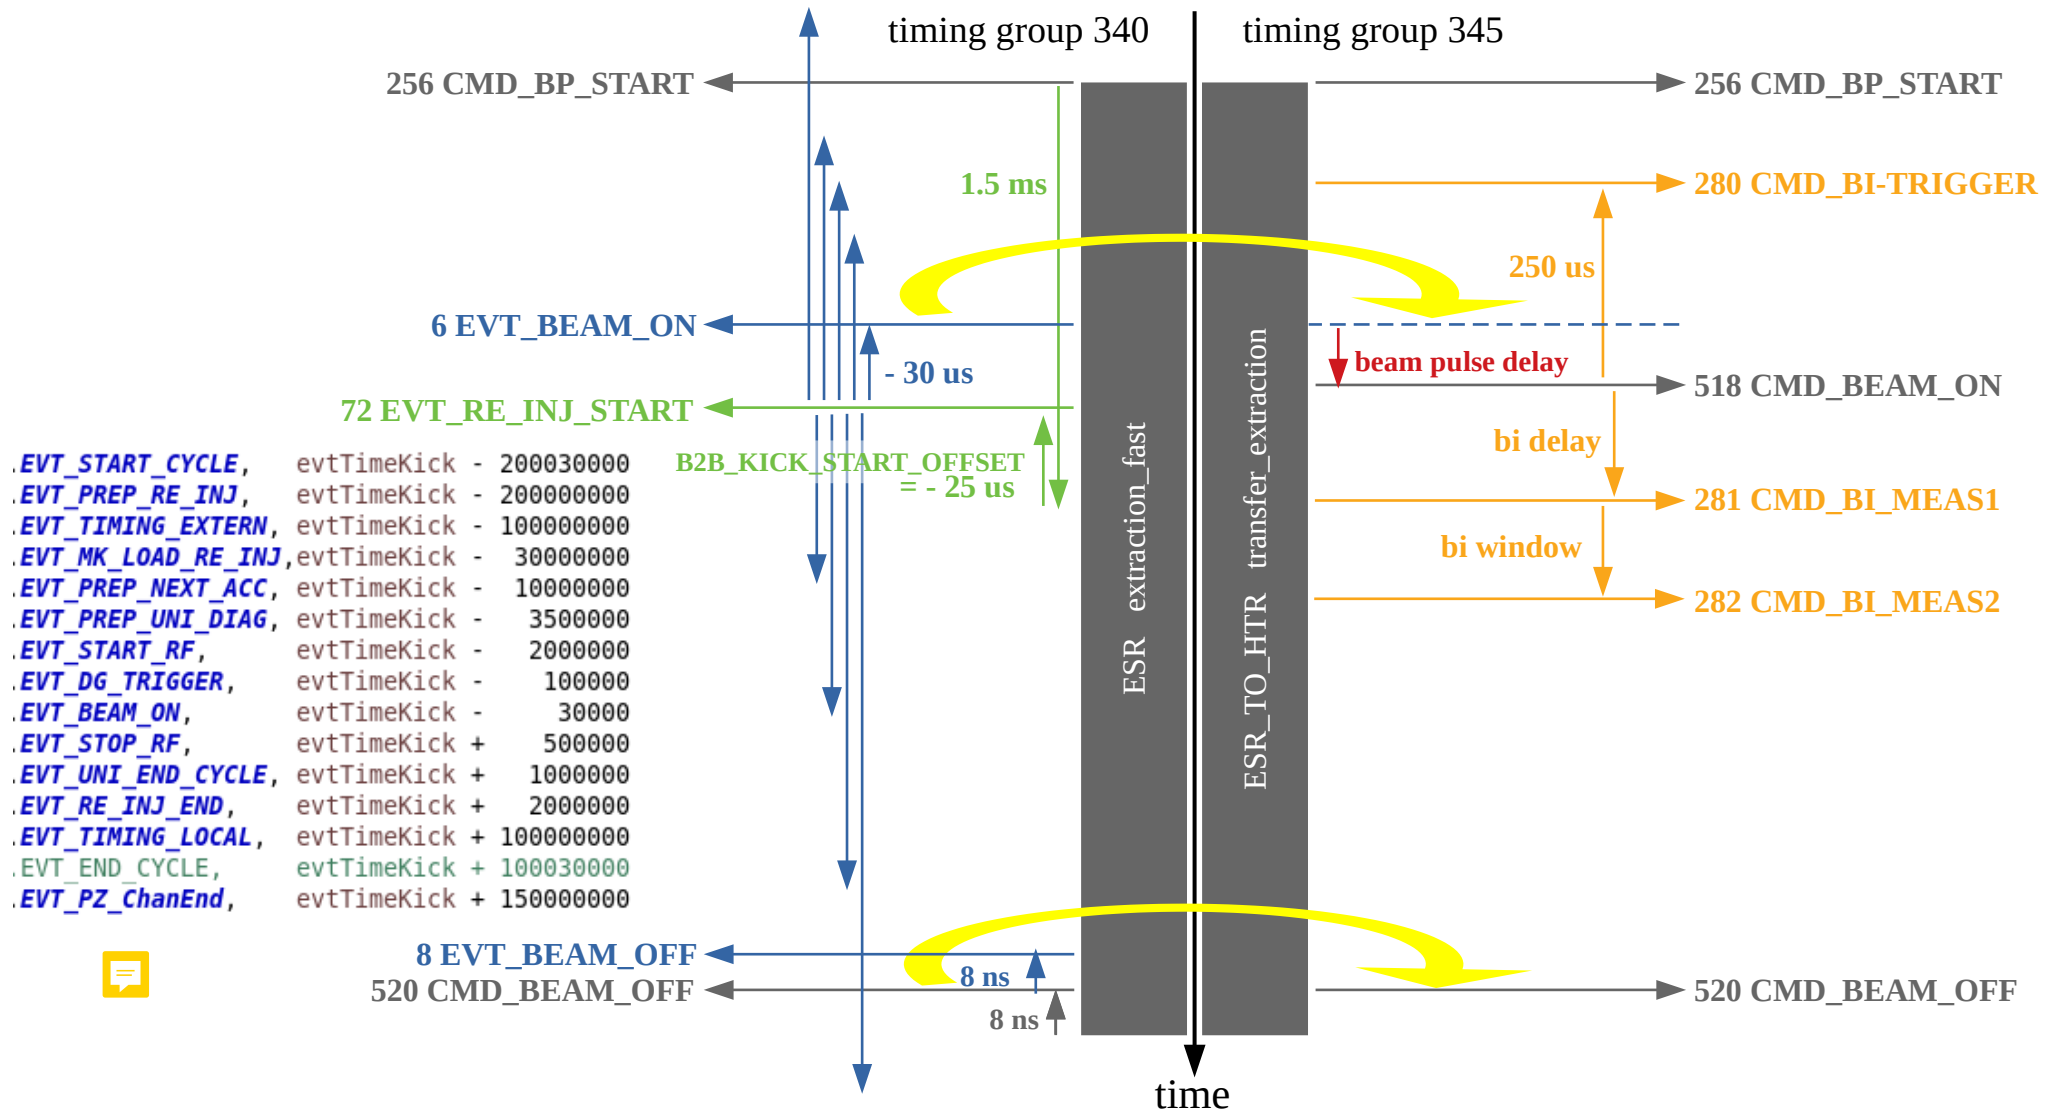 timing group 340
timing group 345
256 CMD_BP_START
256 CMD_BP_START
1.5 ms
280 CMD_BI-TRIGGER
250 us
6 EVT_BEAM_ON
beam pulse delay
- 30 us
518 CMD_BEAM_ON
72 EVT_RE_INJ_START
bi delay
B2B_KICK_START_OFFSET
= - 25 us
281 CMD_BI_MEAS1
bi window
282 CMD_BI_MEAS2
ESR extraction_fast
ESR_TO_HTR transfer_extraction
.EVT_START_CYCLE, evtTimeKick - 200030000
.EVT_PREP_RE_INJ, evtTimeKick - 200000000
.EVT_TIMING_EXTERN, evtTimeKick - 100000000
.EVT_MK_LOAD_RE_INJ,evtTimeKick - 30000000
.EVT_PREP_NEXT_ACC, evtTimeKick - 10000000
.EVT_PREP_UNI_DIAG, evtTimeKick - 3500000
.EVT_START_RF, evtTimeKick - 2000000
.EVT_DG_TRIGGER, evtTimeKick - 100000
.EVT_BEAM_ON, evtTimeKick - 30000
.EVT_STOP_RF, evtTimeKick + 500000
.EVT_UNI_END_CYCLE, evtTimeKick + 1000000
.EVT_RE_INJ_END, evtTimeKick + 2000000
.EVT_TIMING_LOCAL, evtTimeKick + 100000000
.EVT_END_CYCLE, evtTimeKick + 100030000
.EVT_PZ_ChanEnd, evtTimeKick + 150000000
8 EVT_BEAM_OFF
8 ns
520 CMD_BEAM_OFF
520 CMD_BEAM_OFF
8 ns
time